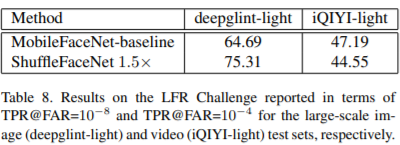 Method deepglint-light iQIYI-light
MobileFaceNet-baseline 64.69 47.19
ShuffleFaceNet 1.5× 75.31 44.55
Table 8. Results on the LFR Challenge reported in terms of
TPR@FAR=10⁻⁸ and TPR@FAR=10⁻⁴ for the large-scale im-
age (deepglint-light) and video (iQIYI-light) test sets, respectively.